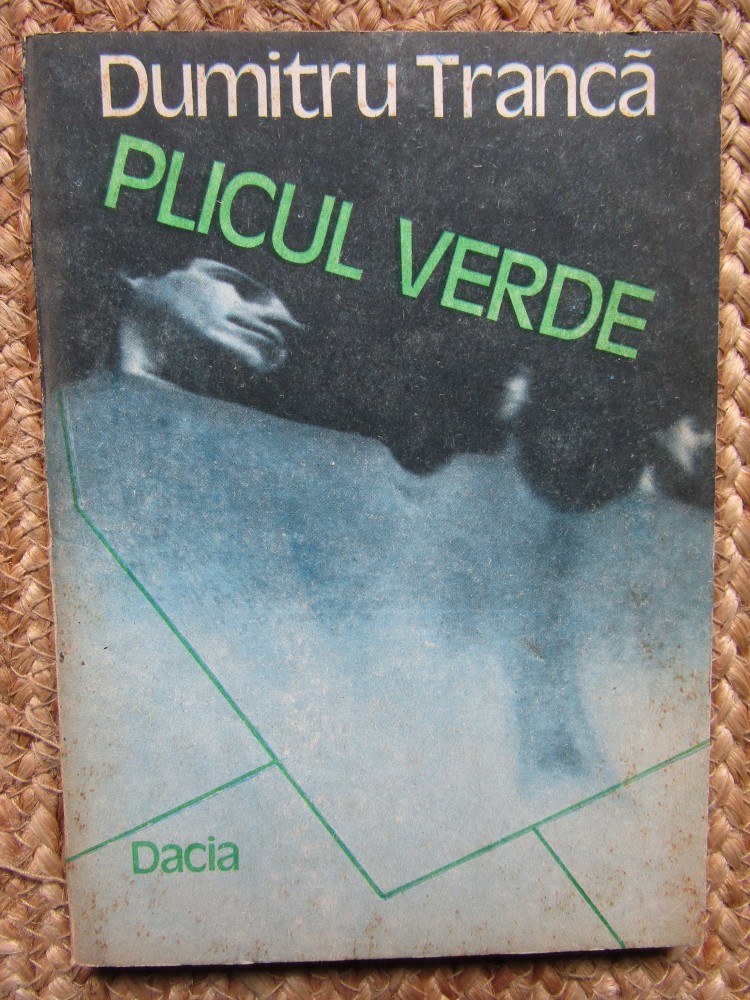 Dumitru Trancă
PLICUL VERDE
Dacia